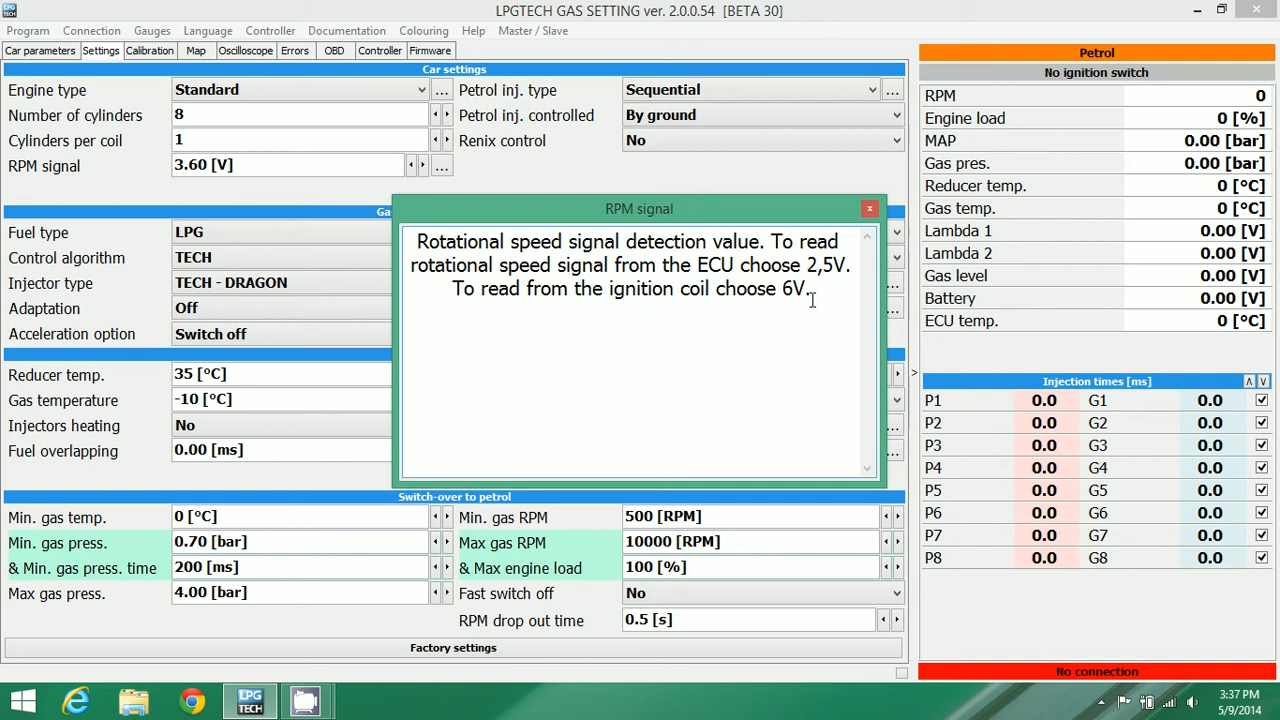 LPGTECH GAS SETTING ver. 2.0.0.54 [BETA 30]
Program Connection Gauges Language Controller Documentation Colouring Help Master / Slave
Car parameters Settings Calibration Map Oscilloscope Errors OBD Controller Firmware
Car settings
Engine type Standard ... Petrol inj. type Sequential ...
Number of cylinders 8 Petrol inj. controlled By ground
Cylinders per coil 1 Renix control No
RPM signal 3.60 [V] ...
Ga
Fuel type LPG
Control algorithm TECH
Injector type TECH - DRAGON
Adaptation Off
Acceleration option Switch off
Reducer temp. 35 [ºC]
Gas temperature -10 [ºC]
Injectors heating No
Fuel overlapping 0.00 [ms]
RPM signal
x
Rotational speed signal detection value. To read
rotational speed signal from the ECU choose 2,5V.
To read from the ignition coil choose 6V.
Switch-over to petrol
Min. gas temp. 0 [ºC] Min. gas RPM 500 [RPM]
Min. gas press. 0.70 [bar] Max gas RPM 10000 [RPM]
& Min. gas press. time 200 [ms] & Max engine load 100 [%]
Max gas press. 4.00 [bar] Fast switch off No
RPM drop out time 0.5 [s]
Factory settings
Petrol
No ignition switch
RPM 0
Engine load 0 [%]
MAP 0.00 [bar]
Gas pres. 0.00 [bar]
Reducer temp. 0 [ºC]
Gas temp. 0 [ºC]
Lambda 1 0.00 [V]
Lambda 2 0.00 [V]
Gas level 0.00 [V]
Battery 0.00 [V]
ECU temp. 0 [ºC]
>
Injection times [ms]
P1 0.0 G1 0.0
P2 0.0 G2 0.0
P3 0.0 G3 0.0
P4 0.0 G4 0.0
P5 0.0 G5 0.0
P6 0.0 G6 0.0
P7 0.0 G7 0.0
P8 0.0 G8 0.0
No connection
LPG
TECH
3:37 PM
5/9/2014